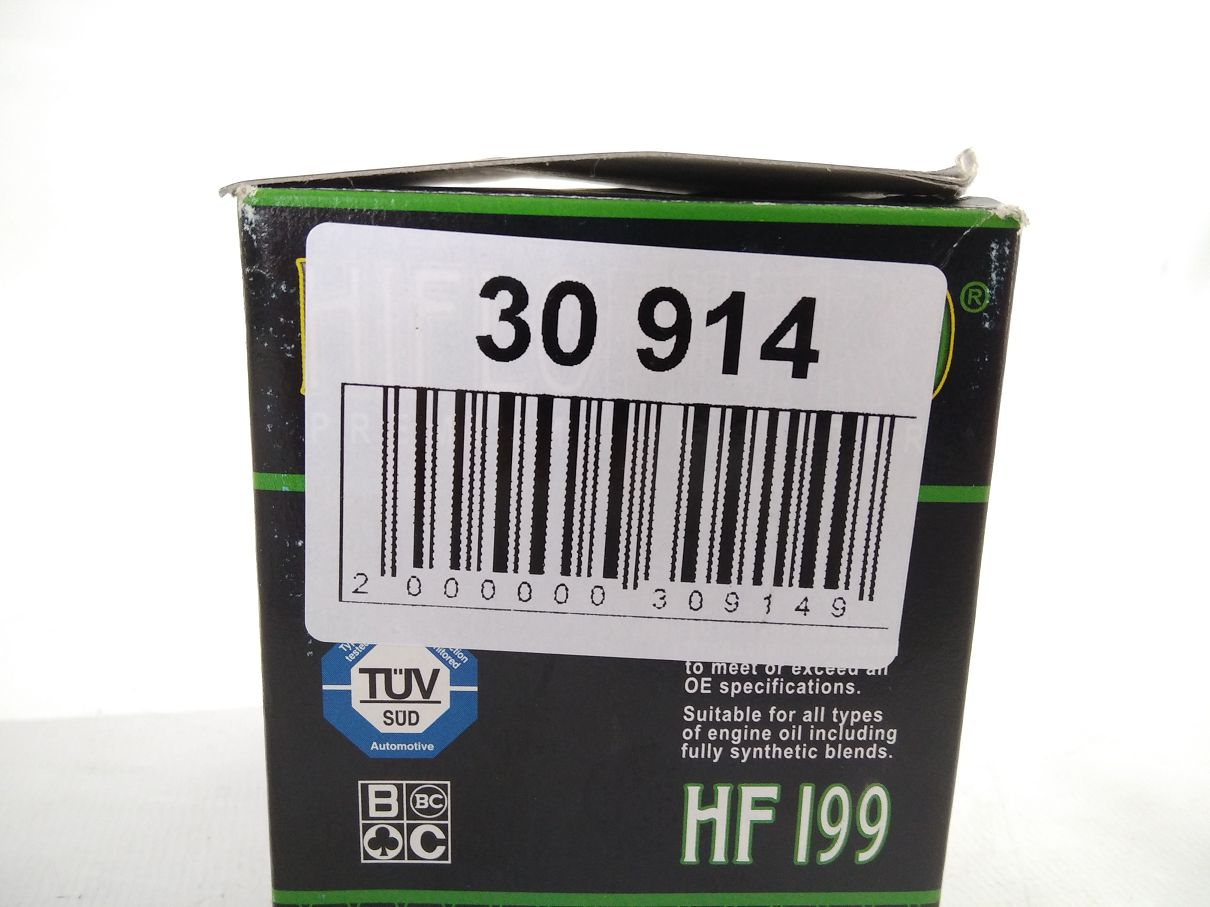 30 914
®
2 000000 309149
TÜV
SÜD
Automotive
to meet or exceed all
OE specifications.
Suitable for all types
of engine oil including
fully synthetic blends.
B BC
C
HF 199